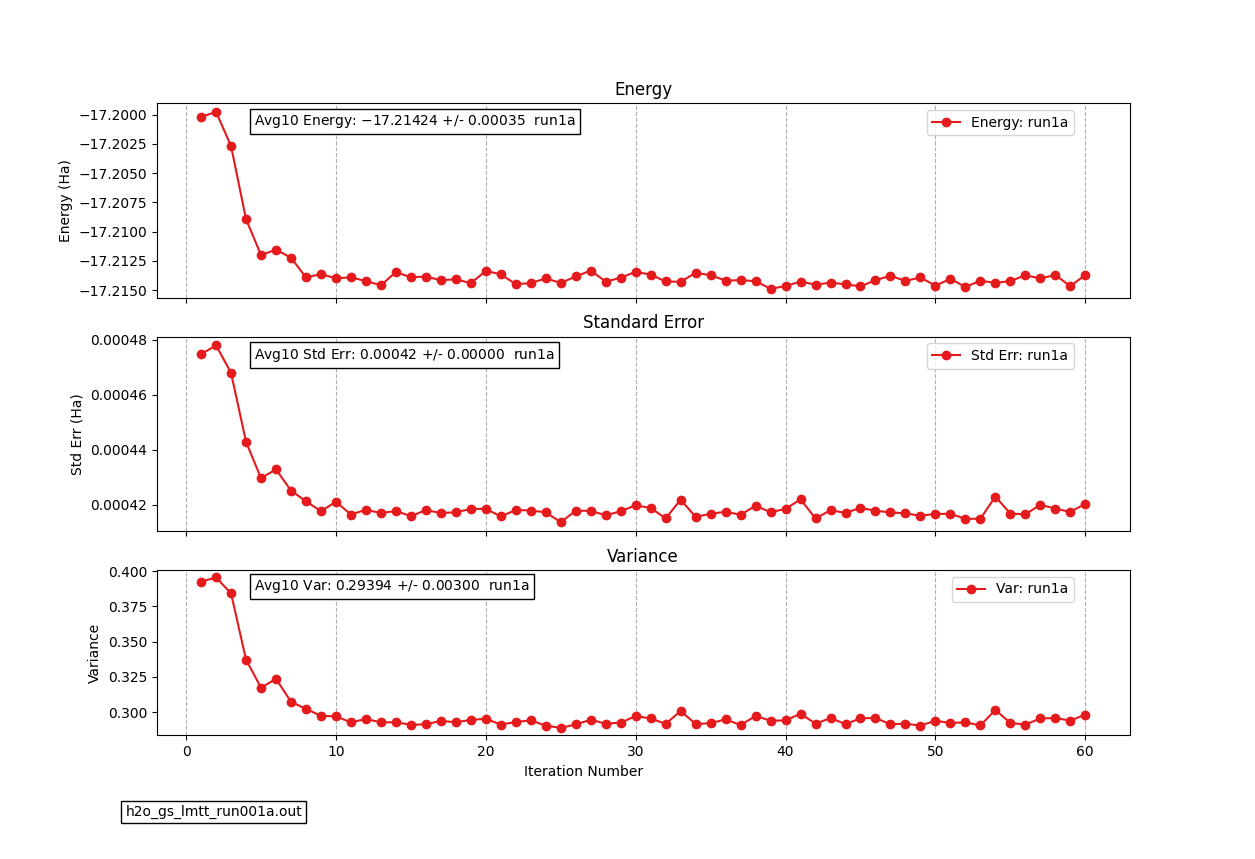 Energy
−17.2000
−17.2025
−17.2050
−17.2075
−17.2100
−17.2125
−17.2150
Energy (Ha)
Avg10 Energy: −17.21424 +/- 0.00035 run1a
Energy: run1a
Standard Error
0.00048
0.00046
0.00044
0.00042
Std Err (Ha)
Avg10 Std Err: 0.00042 +/- 0.00000 run1a
Std Err: run1a
Variance
0.400
0.375
0.350
0.325
0.300
Variance
Avg10 Var: 0.29394 +/- 0.00300 run1a
Var: run1a
0 10 20 30 40 50 60
Iteration Number
h2o_gs_lmtt_run001a.out